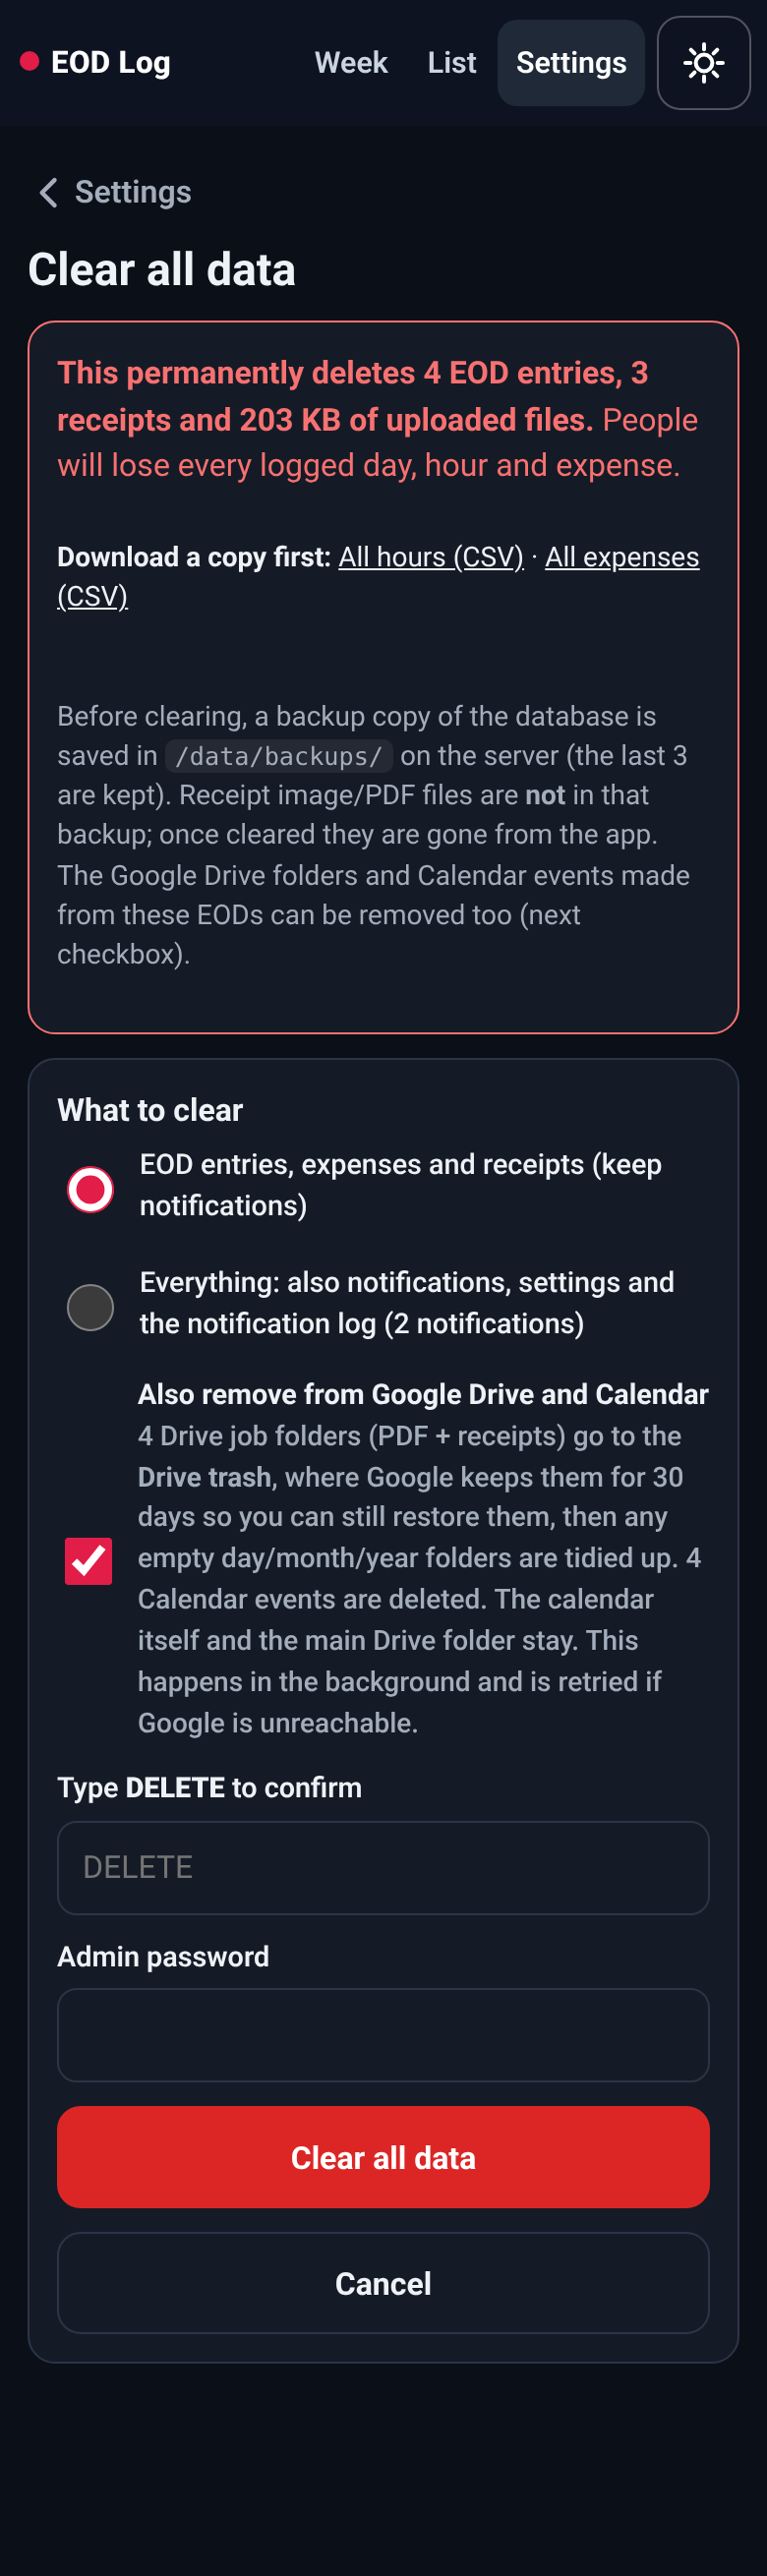 EOD Log
Week
List
Settings
Settings
Clear all data
This permanently deletes 4 EOD entries, 3
receipts and 203 KB of uploaded files. People
will lose every logged day, hour and expense.
Download a copy first: All hours (CSV) · All expenses
(CSV)
Before clearing, a backup copy of the database is
saved in /data/backups/ on the server (the last 3
are kept). Receipt image/PDF files are not in that
backup; once cleared they are gone from the app.
The Google Drive folders and Calendar events made
from these EODs can be removed too (next
checkbox).
What to clear
EOD entries, expenses and receipts (keep
notifications)
Everything: also notifications, settings and
the notification log (2 notifications)
Also remove from Google Drive and Calendar
4 Drive job folders (PDF + receipts) go to the
Drive trash, where Google keeps them for 30
days so you can still restore them, then any
empty day/month/year folders are tidied up. 4
Calendar events are deleted. The calendar
itself and the main Drive folder stay. This
happens in the background and is retried if
Google is unreachable.
Type DELETE to confirm
DELETE
Admin password
Clear all data
Cancel